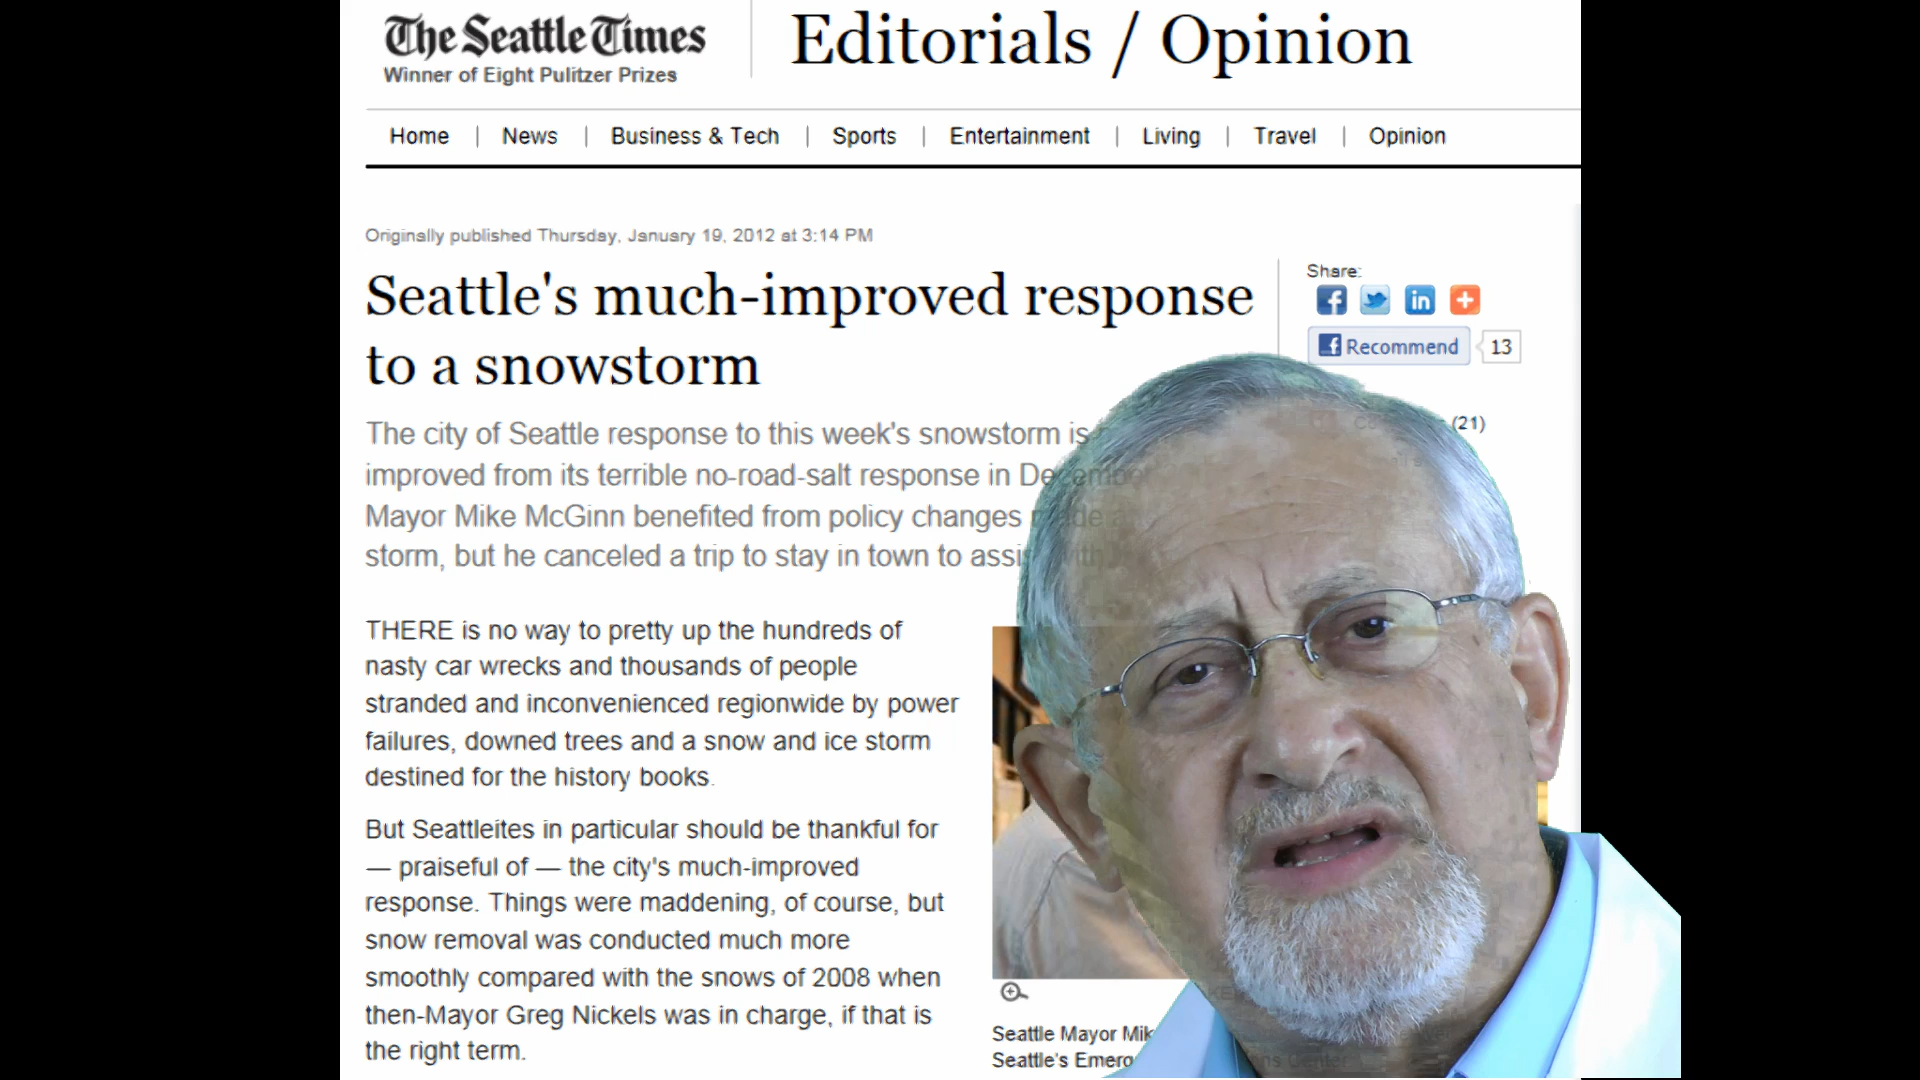 The Seattle Times
Winner of Eight Pulitzer Prizes
Editorials / Opinion
Home | News | Business & Tech | Sports | Entertainment | Living | Travel | Opinion
Originally published Thursday, January 19, 2012 at 3:14 PM
Seattle's much-improved response
to a snowstorm
Share:
Recommend 13
(21)
The city of Seattle response to this week's snowstorm is
improved from its terrible no-road-salt response in December
Mayor Mike McGinn benefited from policy changes made
storm, but he canceled a trip to stay in town to assist with
THERE is no way to pretty up the hundreds of
nasty car wrecks and thousands of people
stranded and inconvenienced regionwide by power
failures, downed trees and a snow and ice storm
destined for the history books.
But Seattleites in particular should be thankful for
— praiseful of — the city's much-improved
response. Things were maddening, of course, but
snow removal was conducted much more
smoothly compared with the snows of 2008 when
then-Mayor Greg Nickels was in charge, if that is
the right term.
Seattle Mayor Mik
Seattle's Emerg